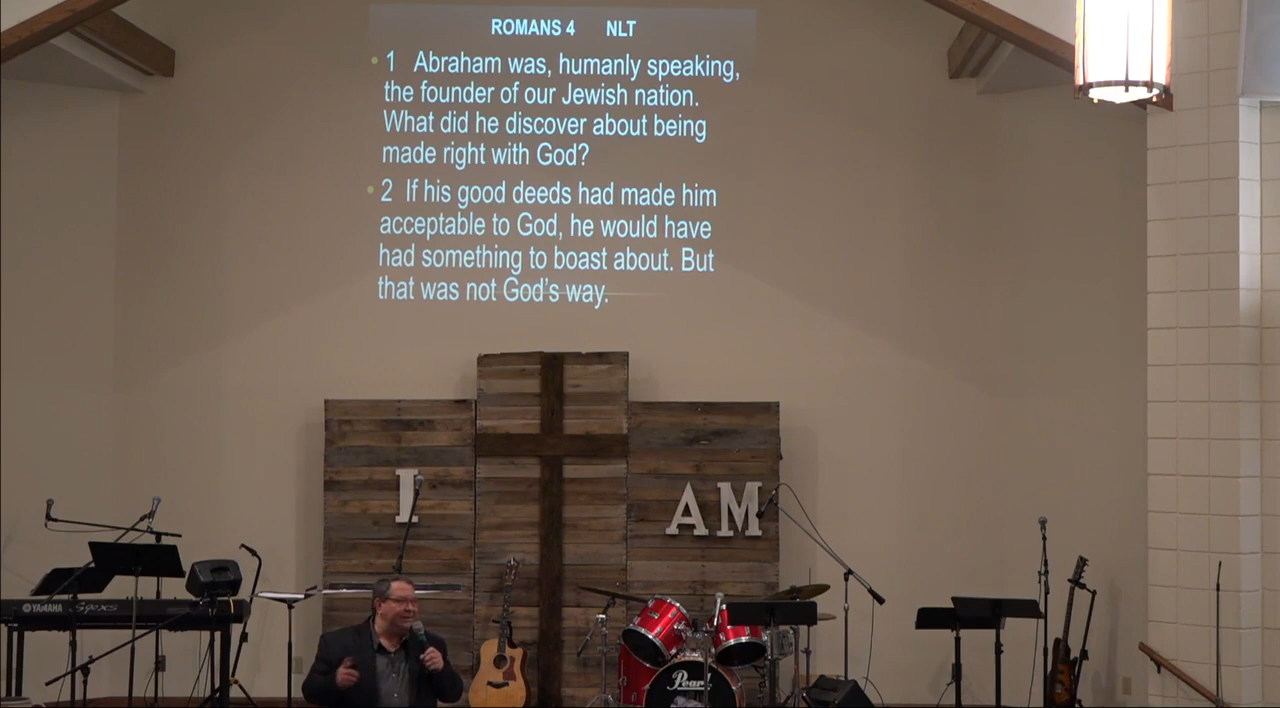 ROMANS 4 NLT
• 1 Abraham was, humanly speaking,
the founder of our Jewish nation.
What did he discover about being
made right with God?
• 2 If his good deeds had made him
acceptable to God, he would have
had something to boast about. But
that was not God's way.
I AM
YAMAHA
Pearl